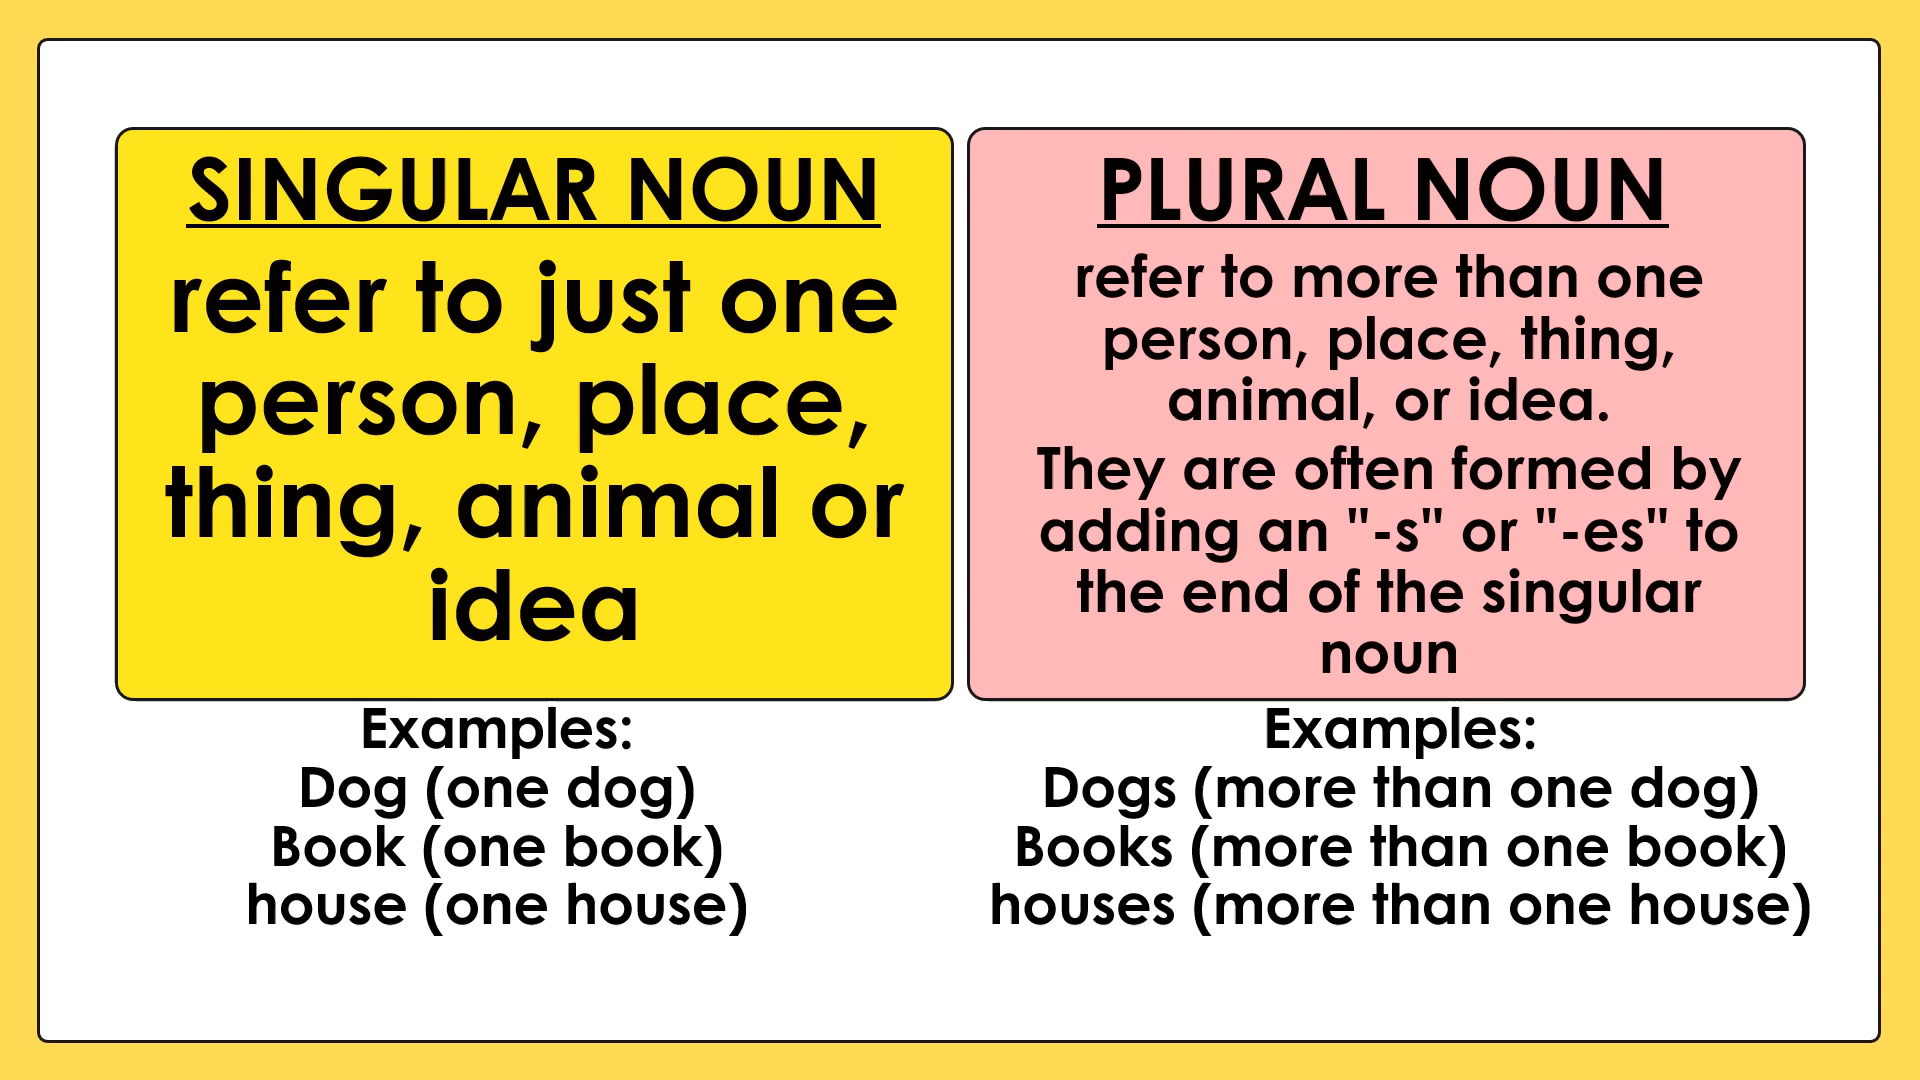 SINGULAR NOUN
refer to just one
person, place,
thing, animal or
idea
Examples:
Dog (one dog)
Book (one book)
house (one house)
PLURAL NOUN
refer to more than one
person, place, thing,
animal, or idea.
They are often formed by
adding an "-s" or "-es" to
the end of the singular
noun
Examples:
Dogs (more than one dog)
Books (more than one book)
houses (more than one house)